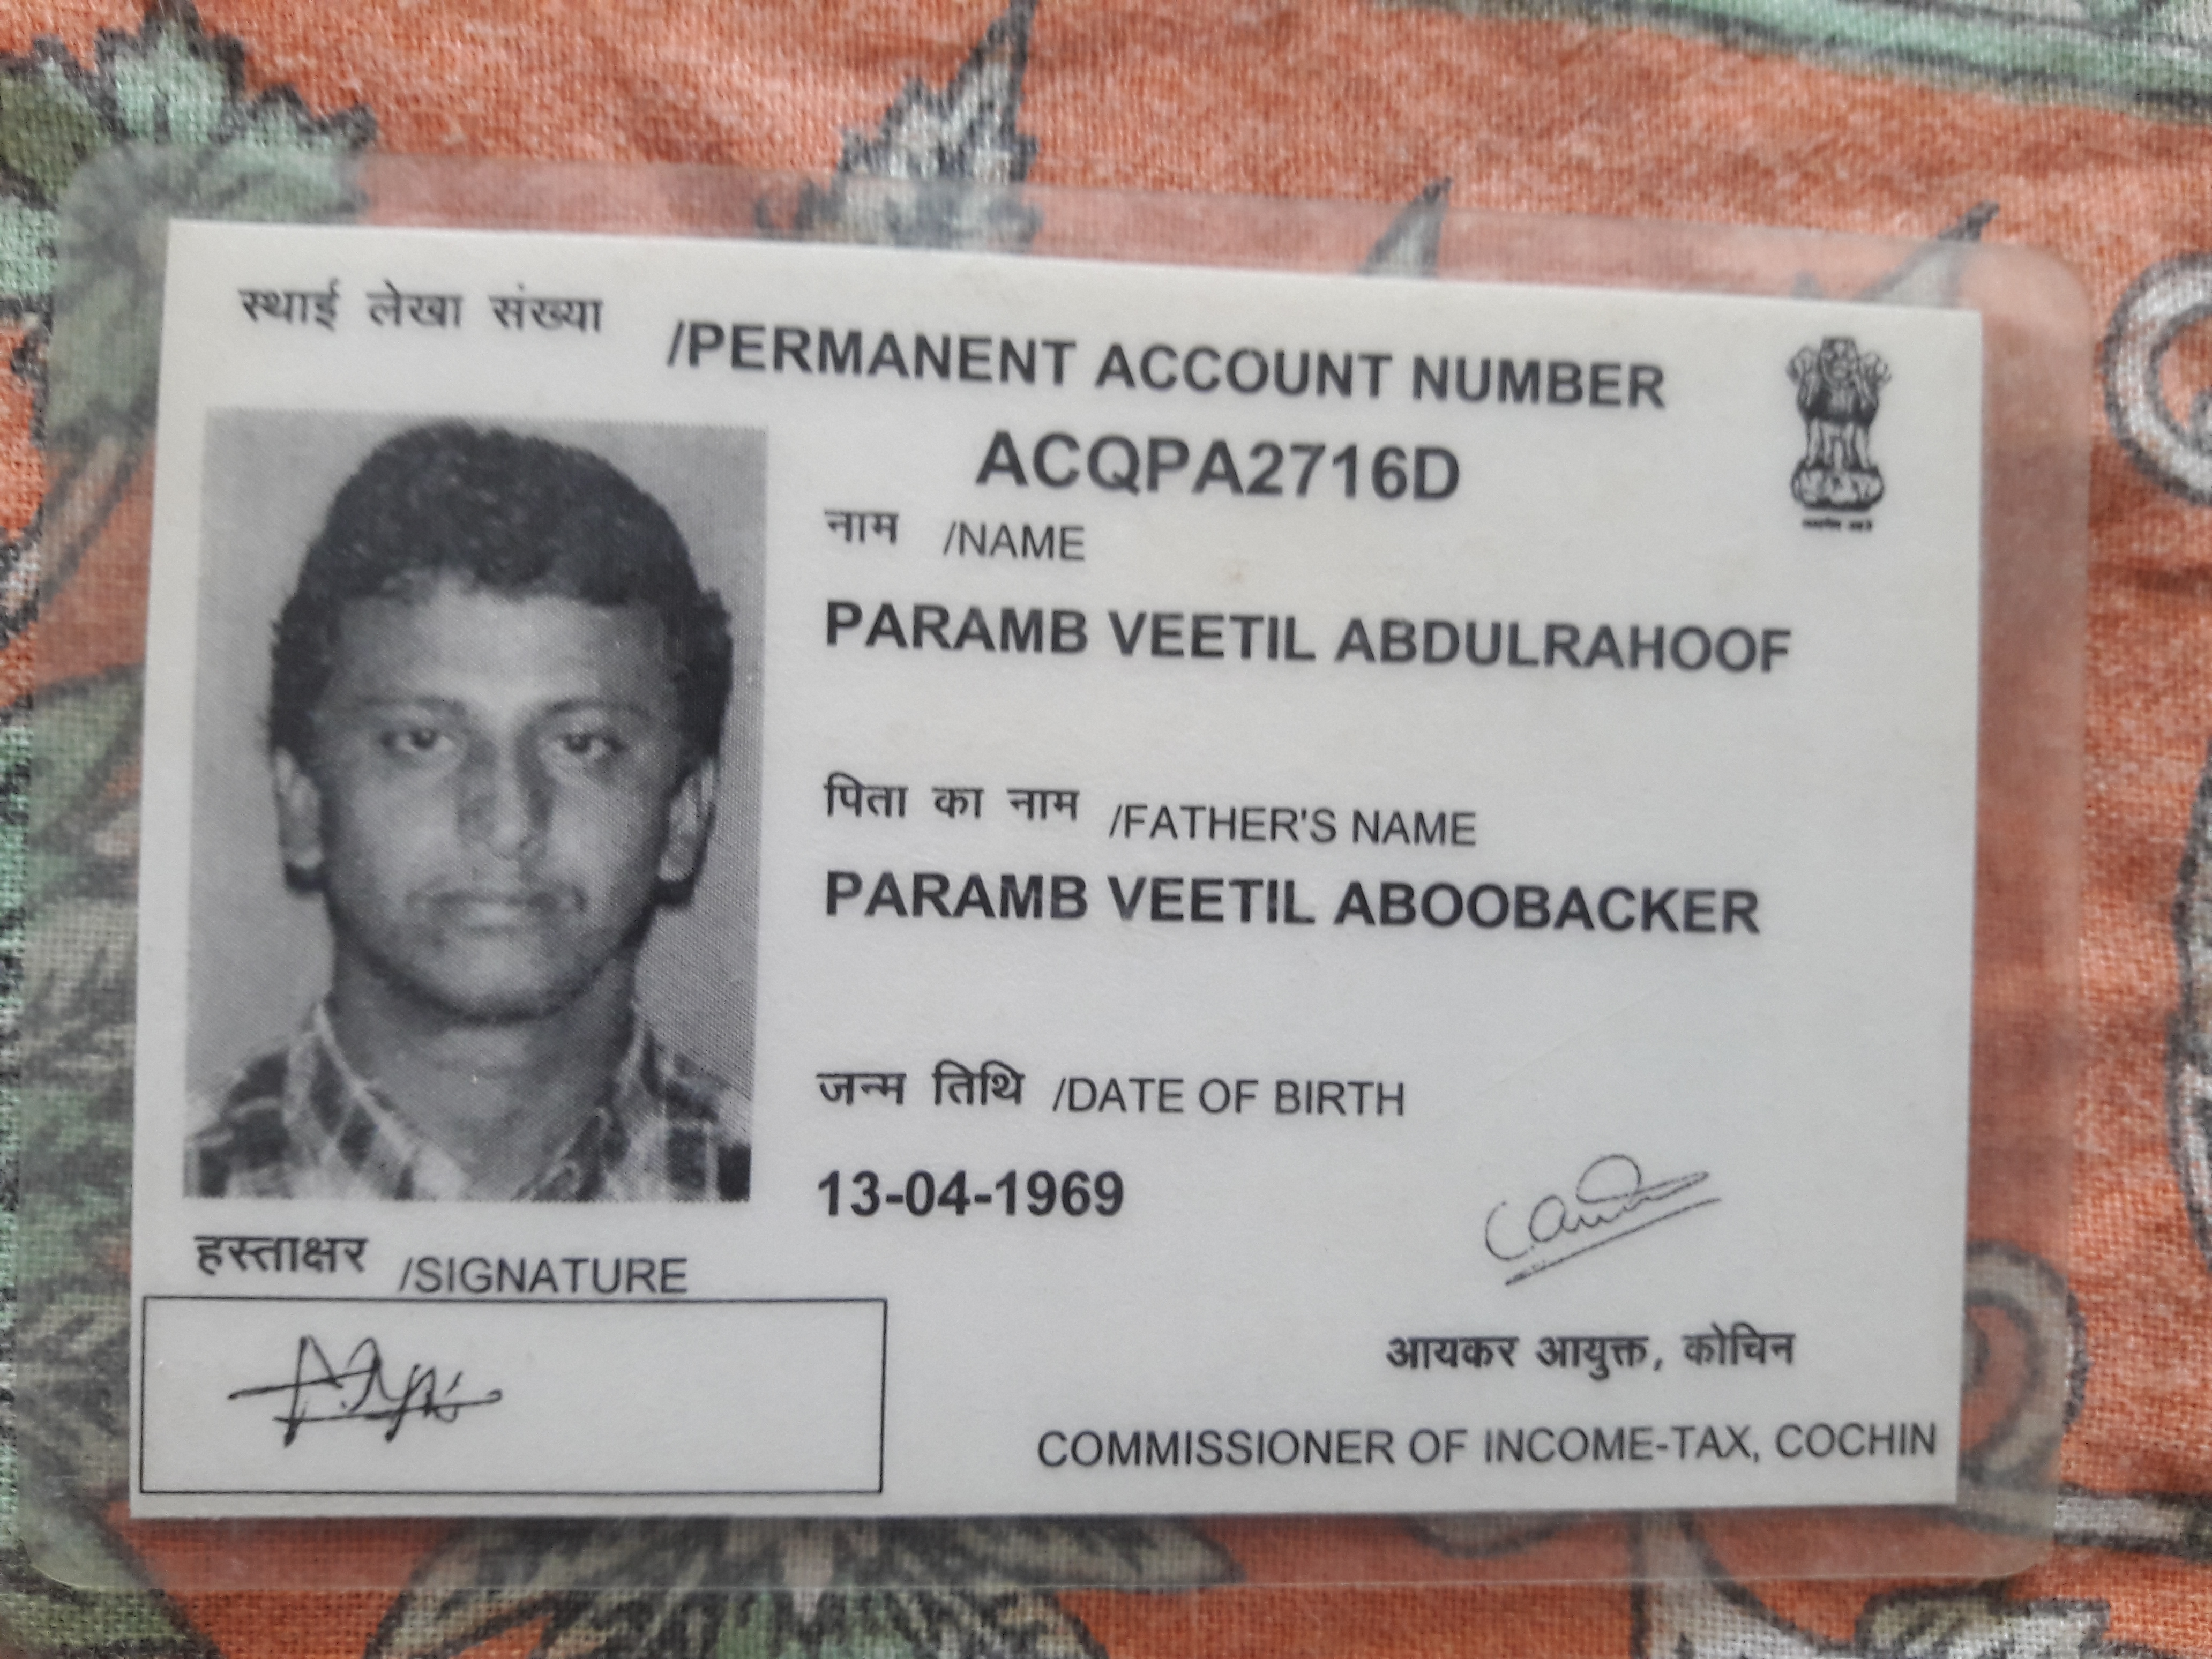 स्थाई लेखा संख्या /PERMANENT ACCOUNT NUMBER
ACQPA2716D
नाम /NAME
PARAMB VEETIL ABDULRAHOOF
पिता का नाम /FATHER'S NAME
PARAMB VEETIL ABOOBACKER
जन्म तिथि /DATE OF BIRTH
13-04-1969
हस्ताक्षर /SIGNATURE
आयकर आयुक्त, कोचिन
COMMISSIONER OF INCOME-TAX, COCHIN